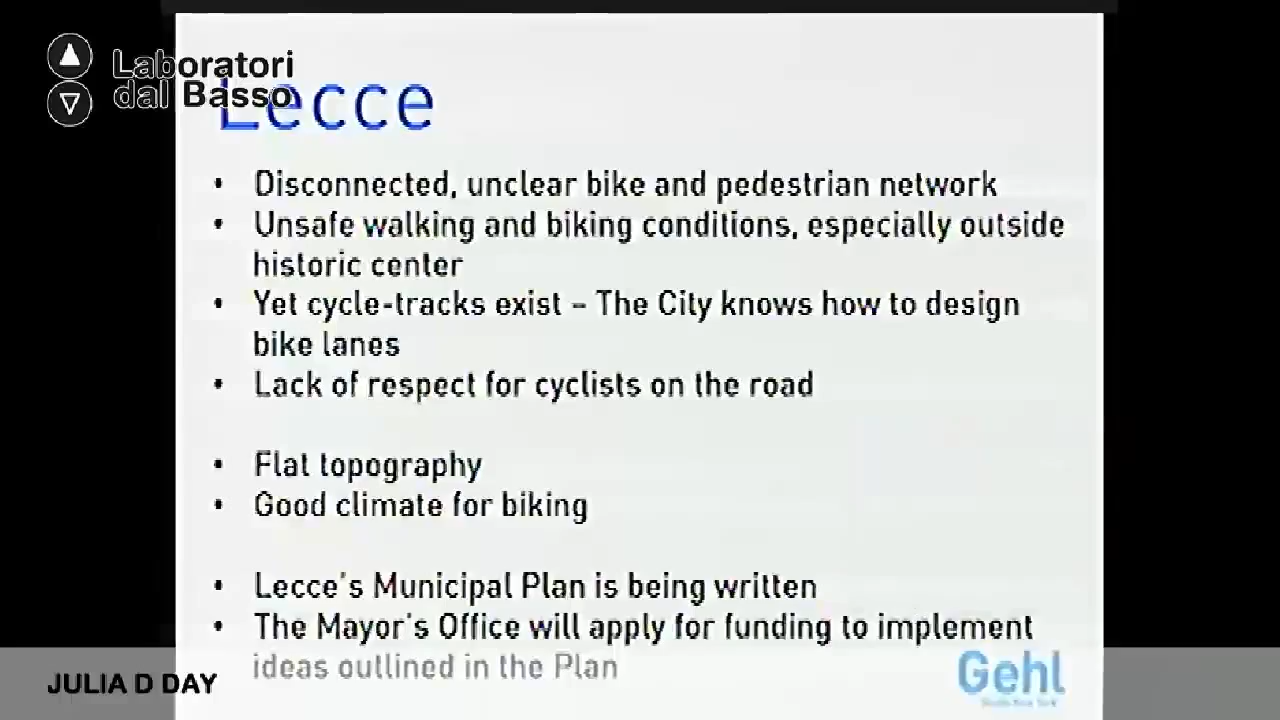 Laboratori
dal Basso
Lecce
• Disconnected, unclear bike and pedestrian network
• Unsafe walking and biking conditions, especially outside
historic center
• Yet cycle-tracks exist – The City knows how to design
bike lanes
• Lack of respect for cyclists on the road
• Flat topography
• Good climate for biking
• Lecce's Municipal Plan is being written
• The Mayor's Office will apply for funding to implement
ideas outlined in the Plan
Gehl
JULIA D DAY